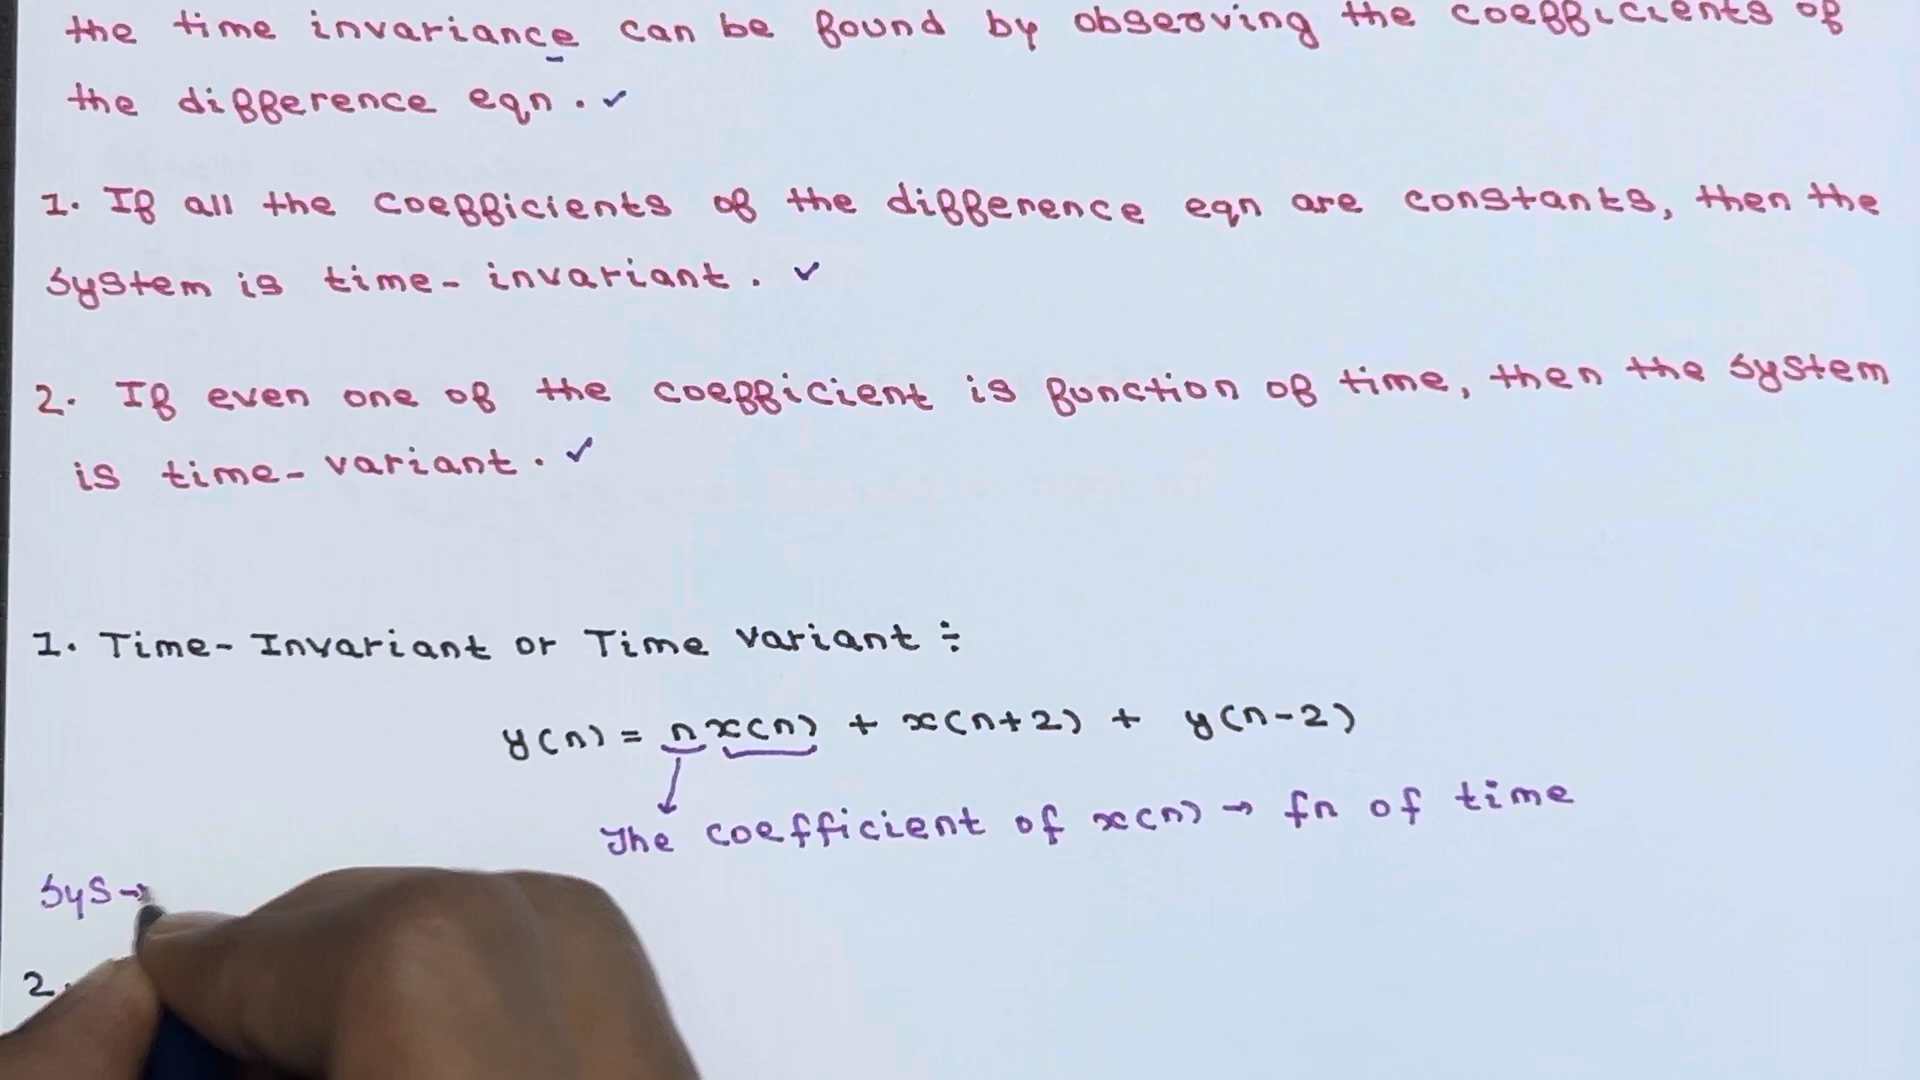 the time invariance can be found by observing the coefficients of
the difference eqn. ✓
1. If all the coefficients of the difference eqn are constants, then the
system is time-invariant. ✓
2. If even one of the coefficient is function of time, then the system
is time-variant. ✓
1. Time-Invariant or Time variant ÷
y(n) = n x(n) + x(n+2) + y(n-2)
The coefficient of x(n) → fn of time
Sys →
2.